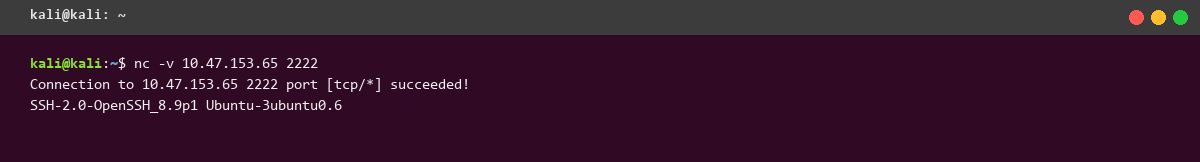 kali@kali: ~
kali@kali:~$ nc -v 10.47.153.65 2222
Connection to 10.47.153.65 2222 port [tcp/*] succeeded!
SSH-2.0-OpenSSH_8.9p1 Ubuntu-3ubuntu0.6